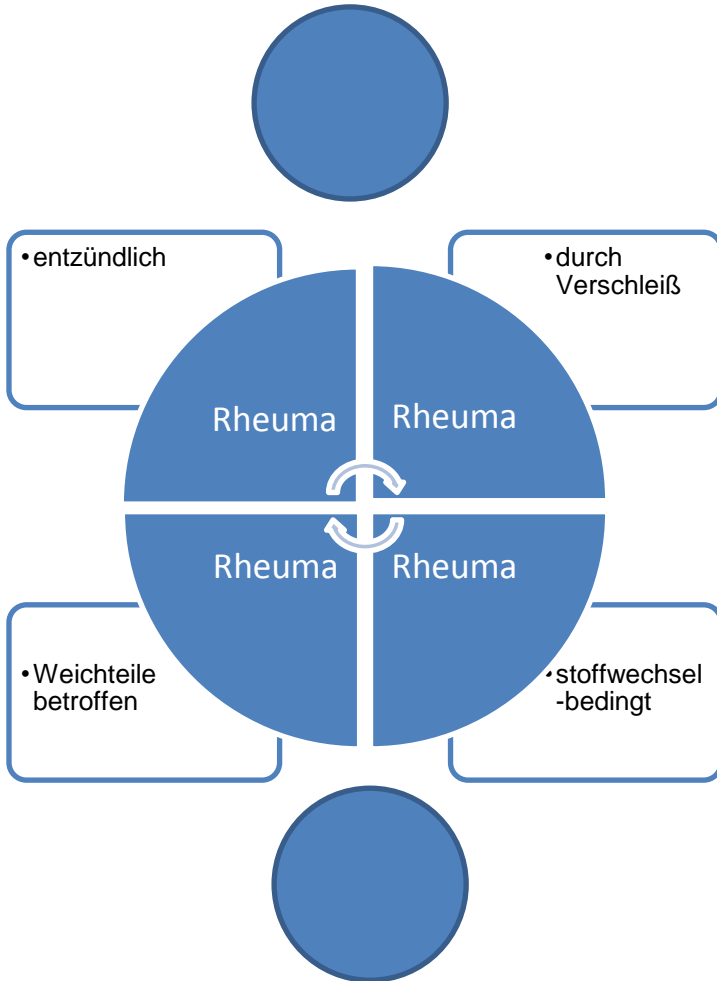 •entzündlich
•durch
Verschleiß
Rheuma
Rheuma
Rheuma
Rheuma
•Weichteile
betroffen
•stoffwechsel
-bedingt